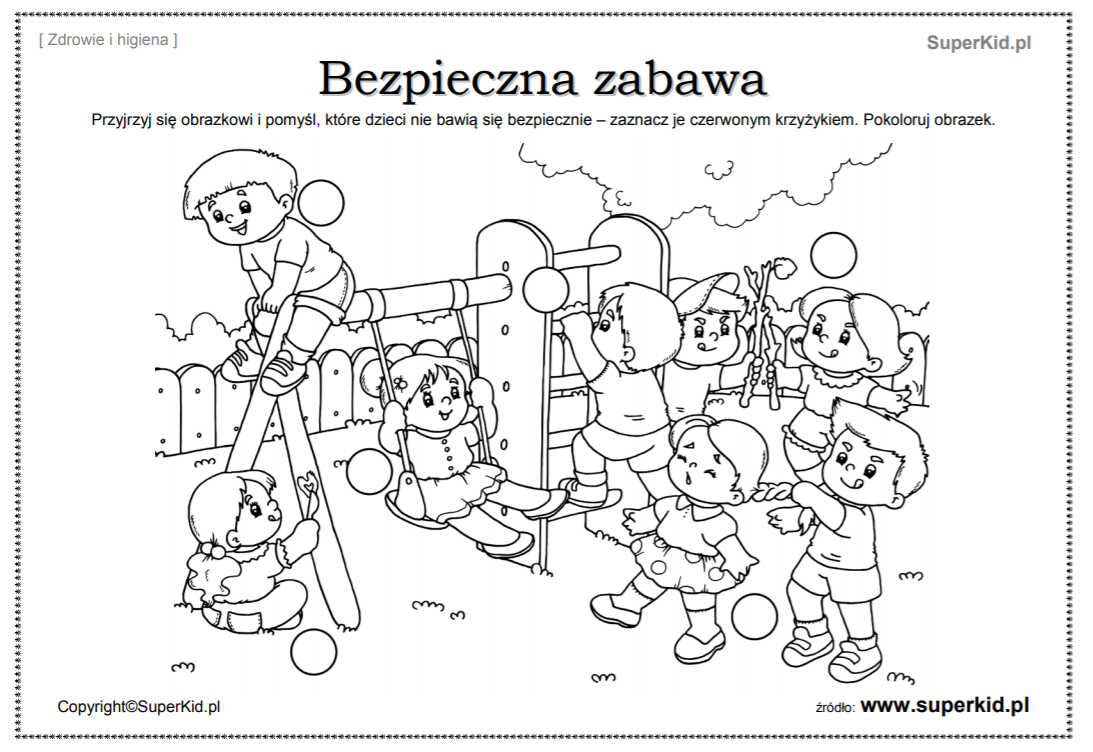 [ Zdrowie i higiena ]
SuperKid.pl
Bezpieczna zabawa
Przyjrzyj się obrazkowi i pomyśl, które dzieci nie bawią się bezpiecznie – zaznacz je czerwonym krzyżykiem. Pokoloruj obrazek.
Copyright©SuperKid.pl
źródło: www.superkid.pl